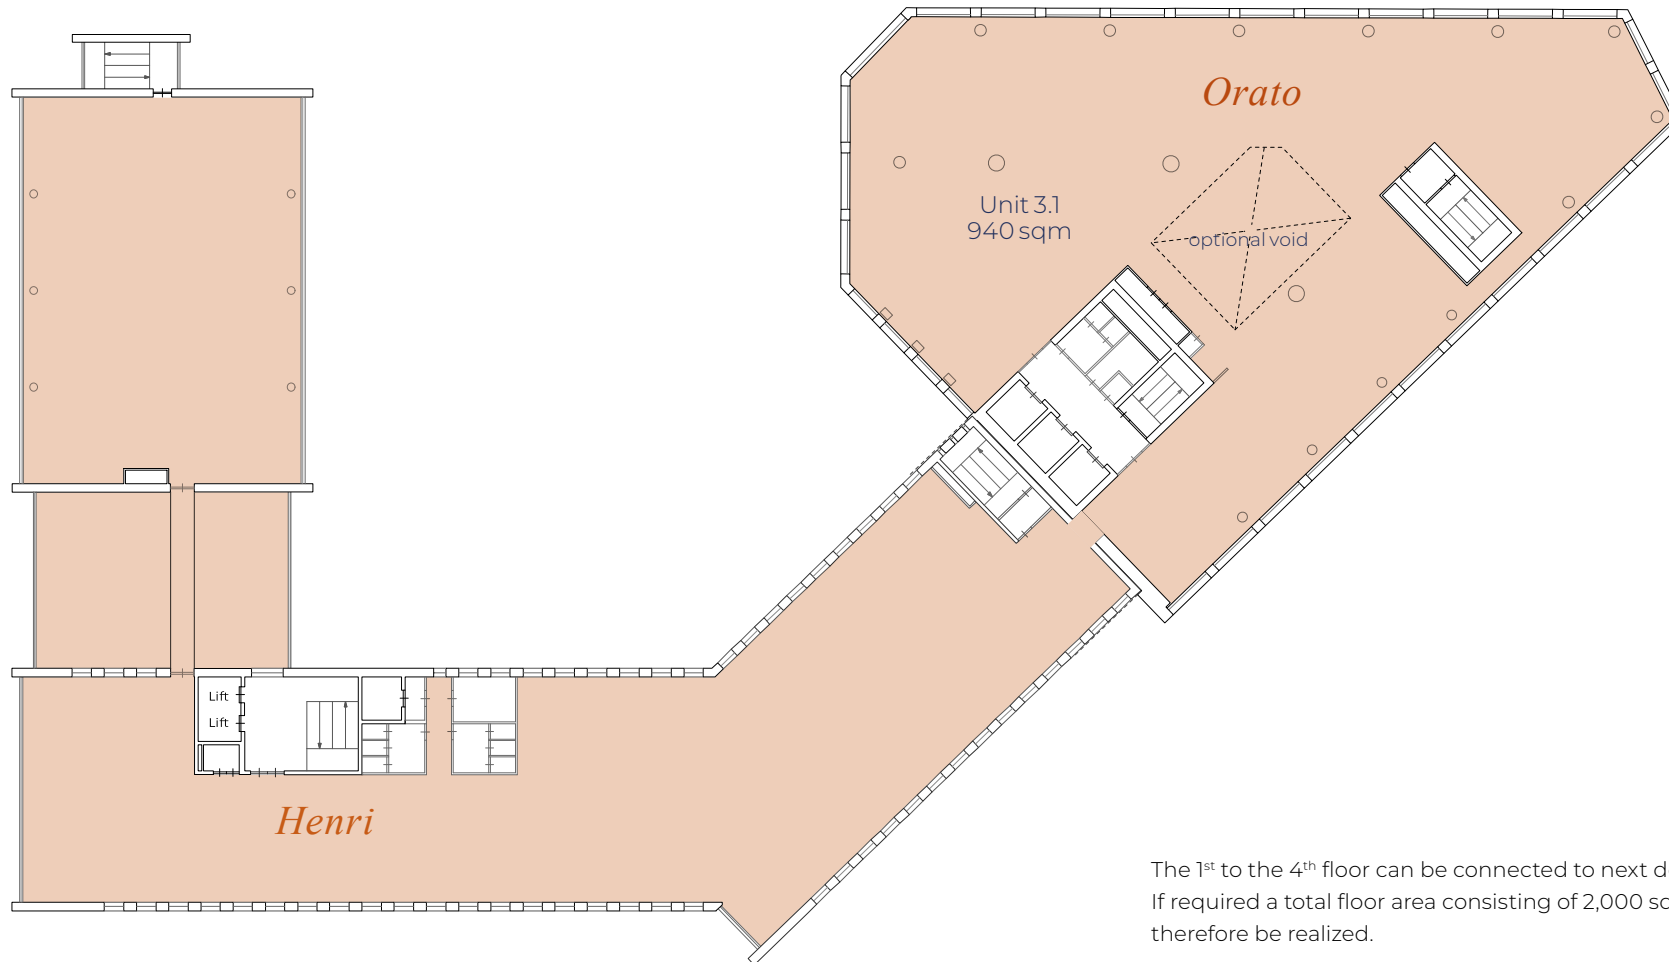 Orato
Unit 3.1
940 sqm
optional void
Lift
Lift
Henri
The 1st to the 4th floor can be connected to next
If required a total floor area consisting of 2,000
therefore be realized.